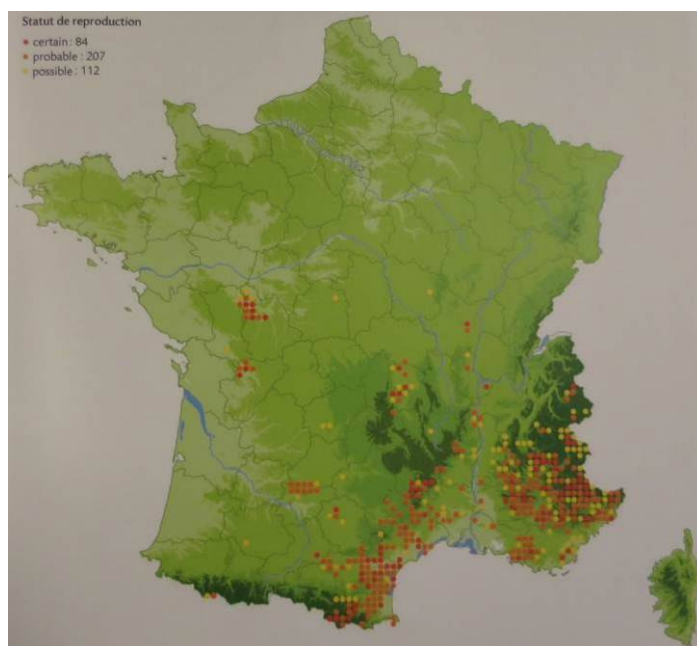 Statut de reproduction
certain : 84
probable : 207
possible : 112